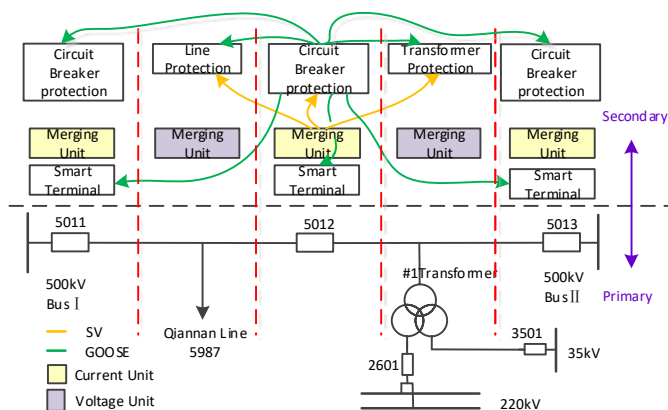 Circuit
Breaker
protection
Line
Protection
Circuit
Breaker
protection
Transformer
Protection
Circuit
Breaker
protection
Secondary
Merging
Unit
Merging Unit
Merging
Unit
Merging
Unit
Merging
Unit
Smart
Terminal
Smart
Terminal
Smart
Terminal
5011
5012
5013
500kV
Bus Ⅰ
#1Transformer
500kV
Bus Ⅱ
Primary
SV
GOOSE
Qiannan Line
5987
3501
35kV
2601
Current Unit
Voltage Unit
220kV